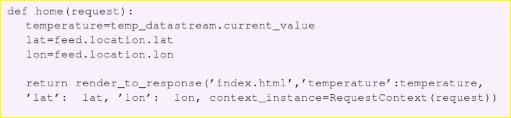 def home(request):
temperature=temp_datastream.current_value
lat=feed.location.lat
lon=feed.location.lon
return render_to_response(’index.html’,’temperature’:temperature,
’lat’: lat, ’lon’: lon, context_instance=RequestContext(request))